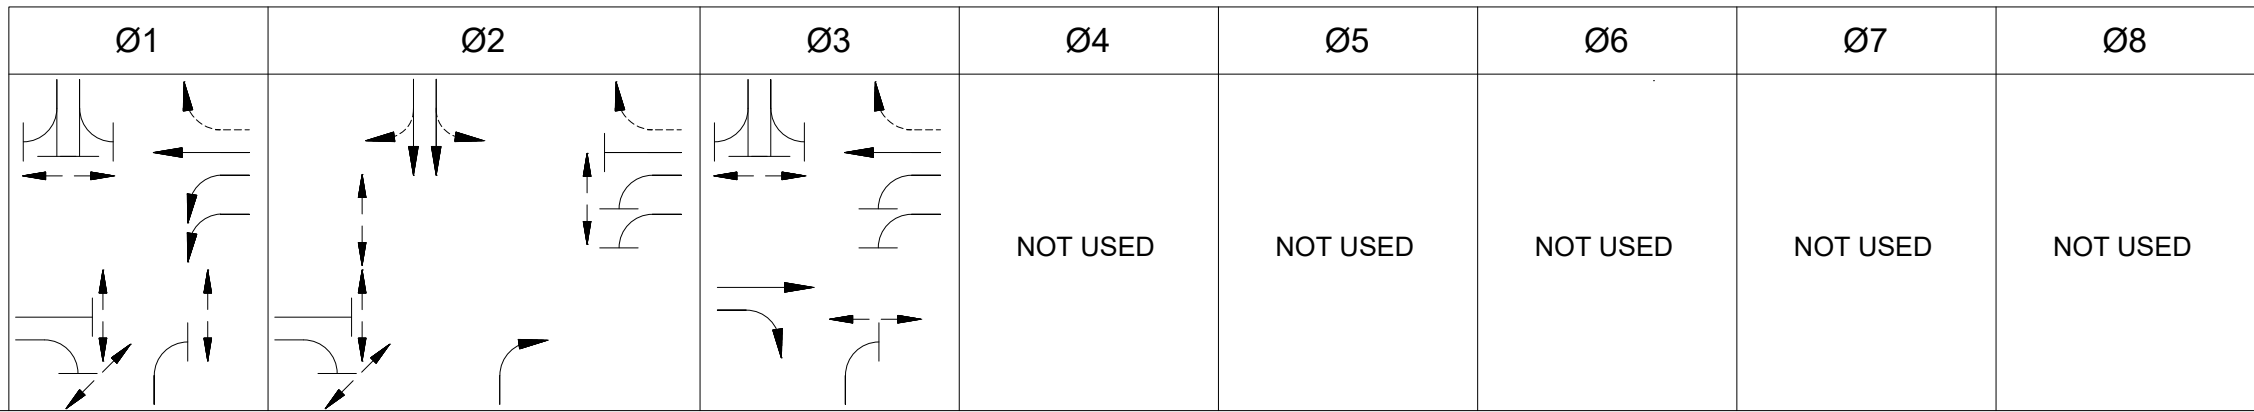 Ø1 Ø2 Ø3 Ø4 Ø5 Ø6 Ø7 Ø8
NOT USED NOT USED NOT USED NOT USED NOT USED